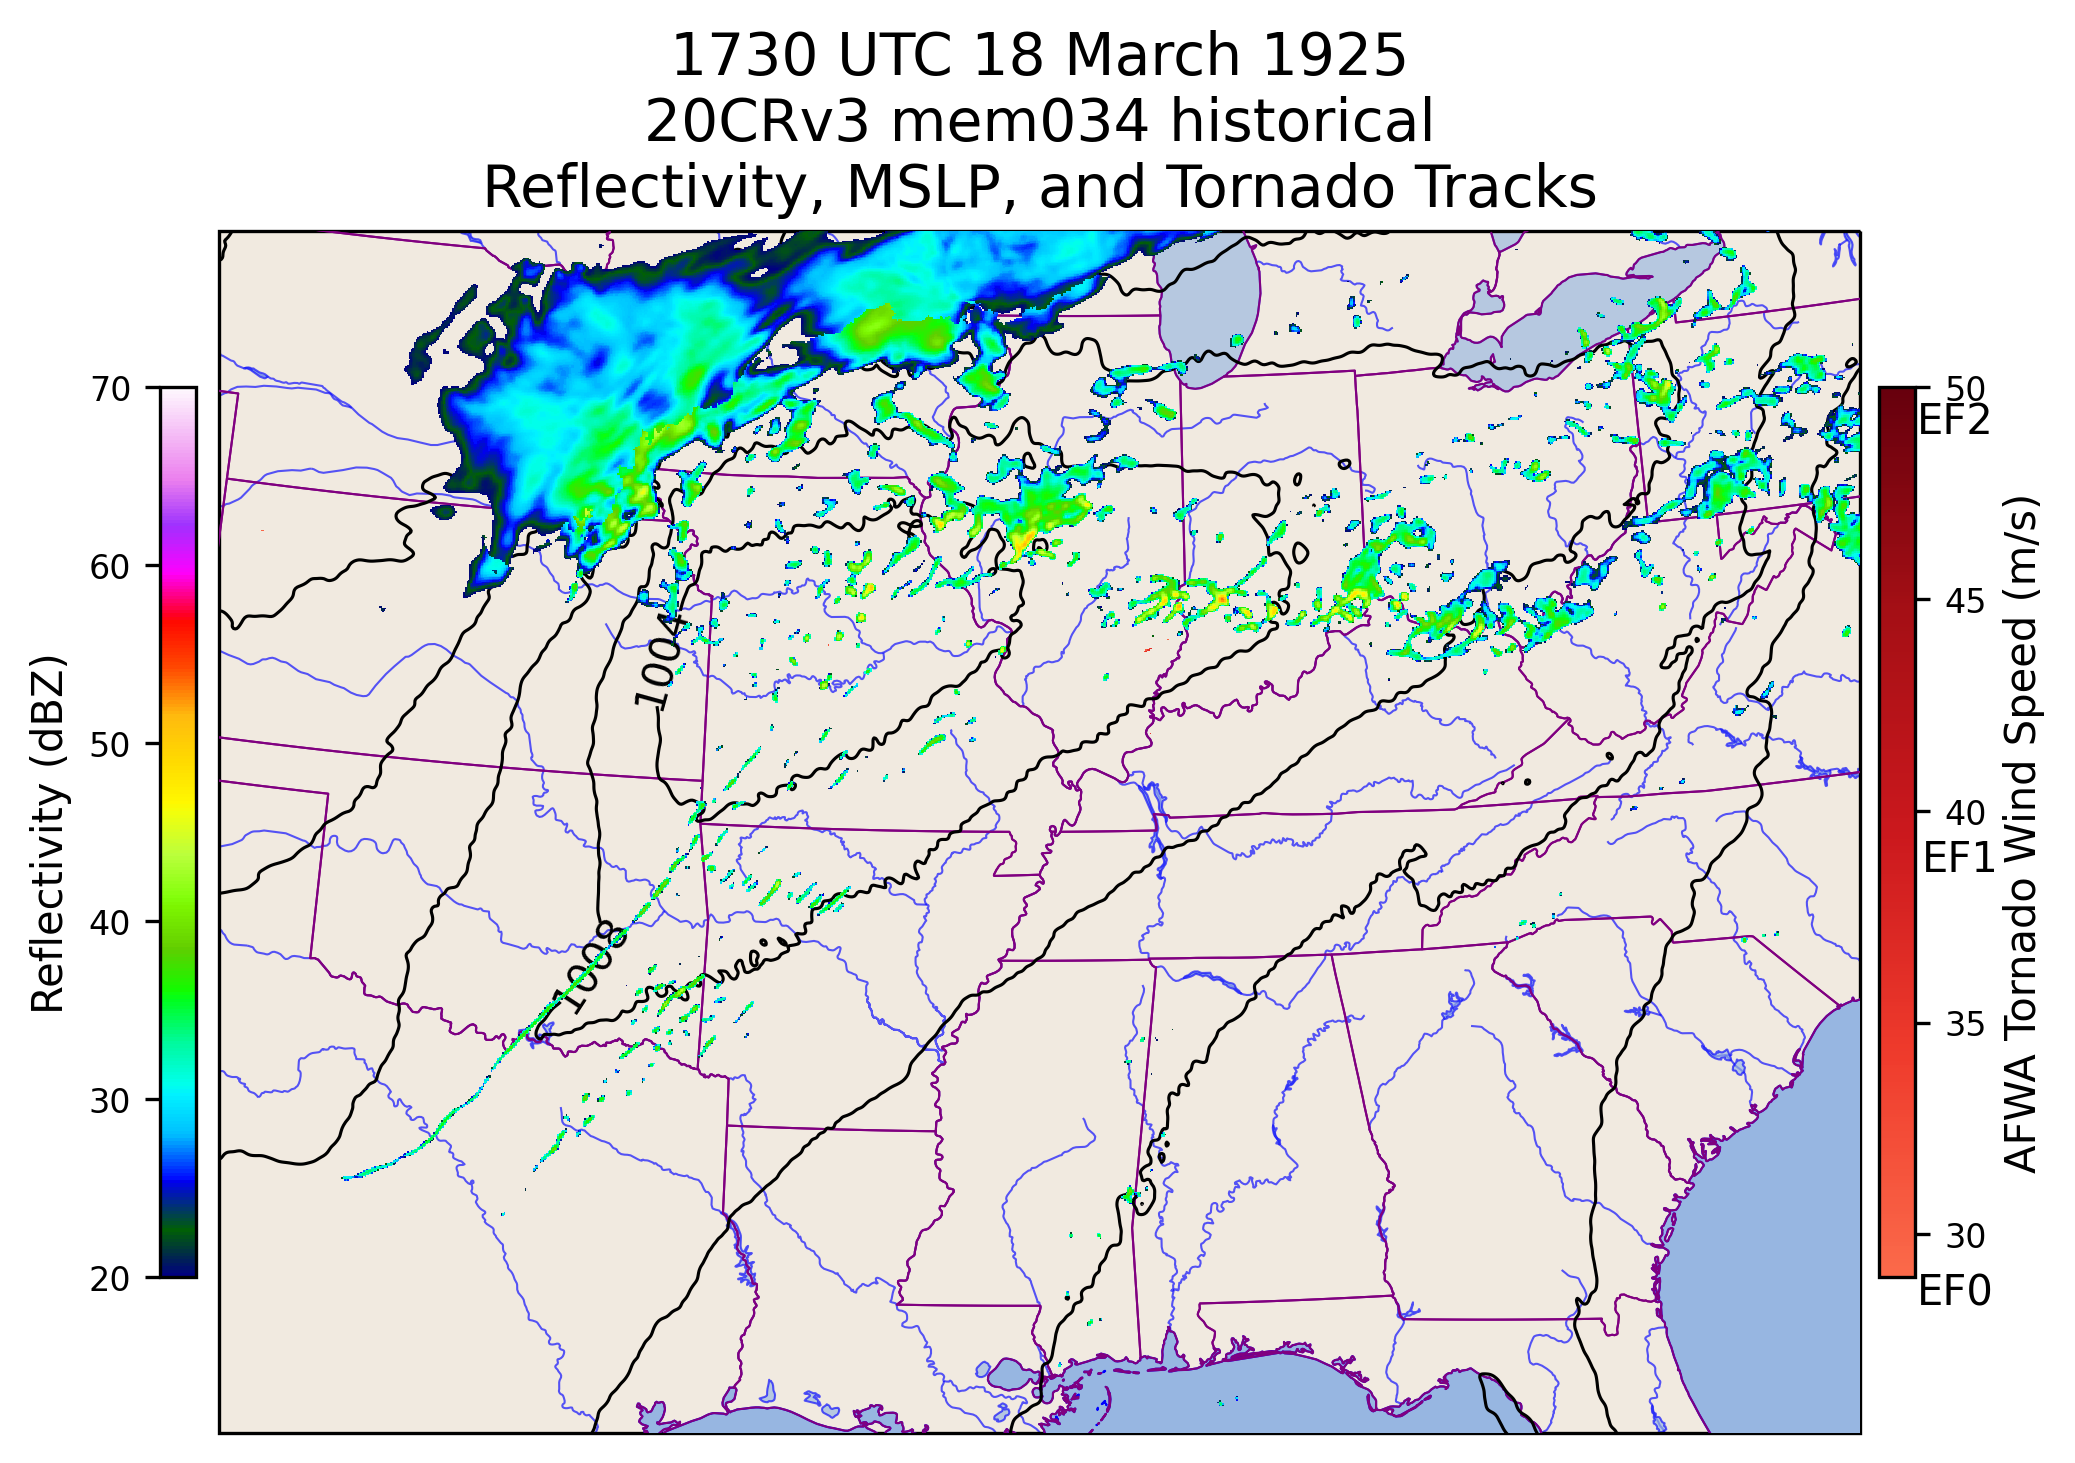 1730 UTC 18 March 1925
20CRv3 mem034 historical
Reflectivity, MSLP, and Tornado Tracks
Reflectivity (dBZ)
70
60
50
40
30
20
1004
1008
50
EF2
45
40
EF1
35
30
EF0
AFWA Tornado Wind Speed (m/s)